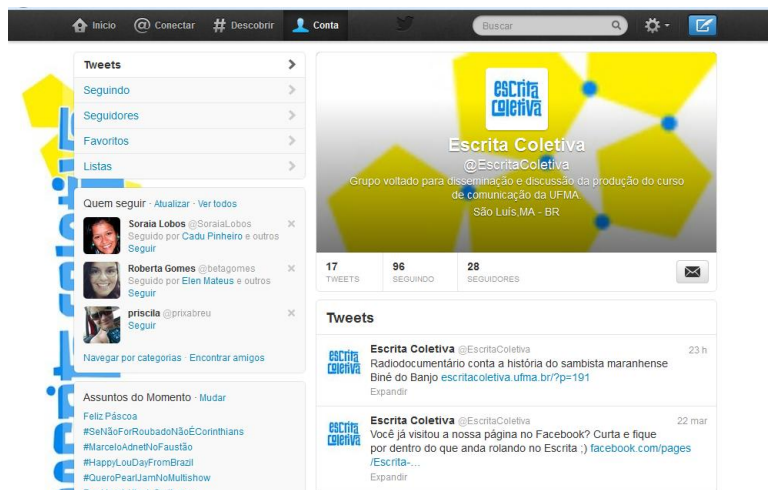 Início @ Conectar # Descobrir Conta Buscar
Tweets
Seguindo
Seguidores
Favoritos
Listas
Quem seguir · Atualizar · Ver todos
Soraia Lobos @SoraiaLobos
Seguido por Cadu Pinheiro e outros
Seguir
Roberta Gomes @betagomes
Seguido por Elen Mateus e outros
Seguir
priscila @prixabreu
Seguir
Navegar por categorias · Encontrar amigos
Assuntos do Momento · Mudar
Feliz Páscoa
#SeNãoForRoubadoNãoÉCorinthians
#MarceloAdnetNoFaustão
#HappyLouDayFromBrazil
#QueroPearlJamNoMultishow
escrita
coletiva
Escrita Coletiva
@EscritaColetiva
Grupo voltado para disseminação e discussão da produção do curso
de comunicação da UFMA.
São Luís,MA - BR
17 96 28
TWEETS SEGUINDO SEGUIDORES
Tweets
escrita
coletiva
Escrita Coletiva @EscritaColetiva 23 h
Radiodocumentário conta a história do sambista maranhense
Biné do Banjo escritacoletiva.ufma.br/?p=191
Expandir
escrita
coletiva
Escrita Coletiva @EscritaColetiva 22 mar
Você já visitou a nossa página no Facebook? Curta e fique
por dentro do que anda rolando no Escrita ;) facebook.com/pages
/Escrita-…
Expandir